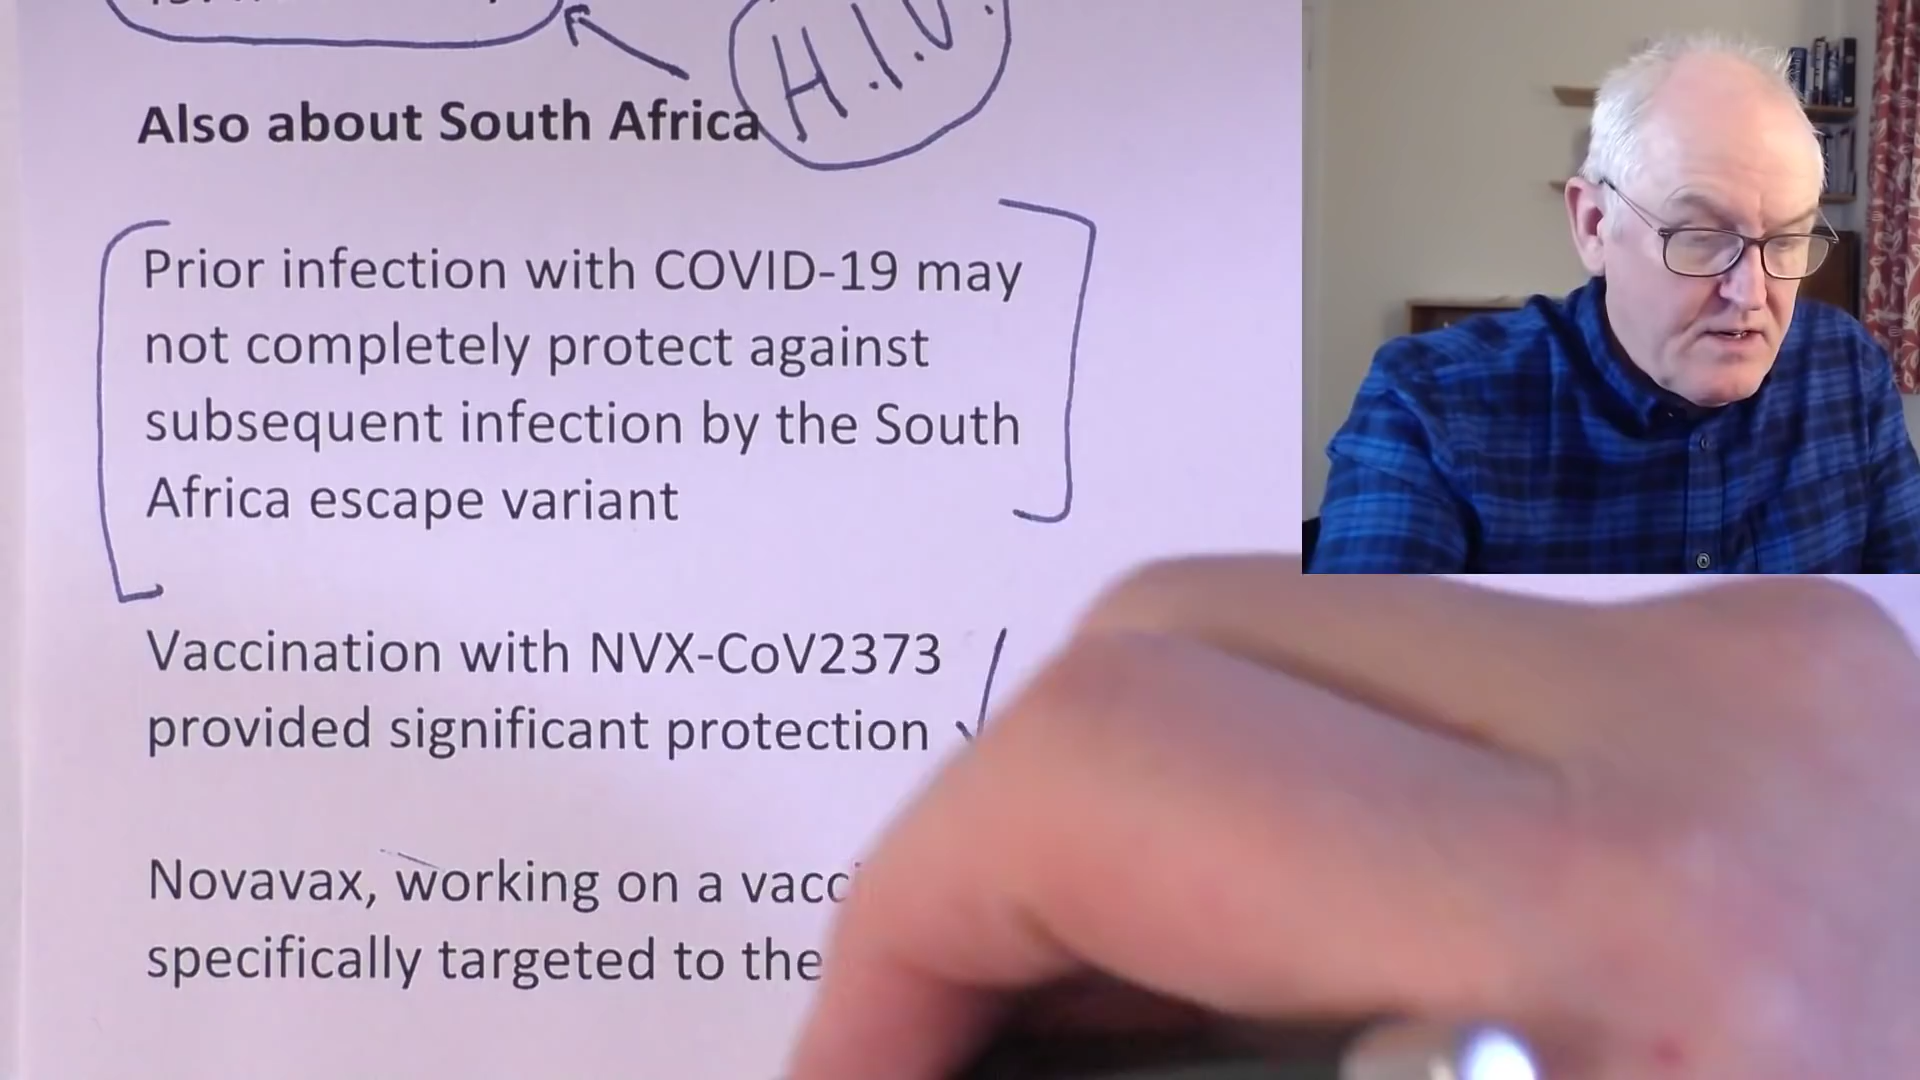 H.I.V.
Also about South Africa
Prior infection with COVID-19 may
not completely protect against
subsequent infection by the South
Africa escape variant
Vaccination with NVX-CoV2373
provided significant protection
Novavax, working on a
specifically targeted to the